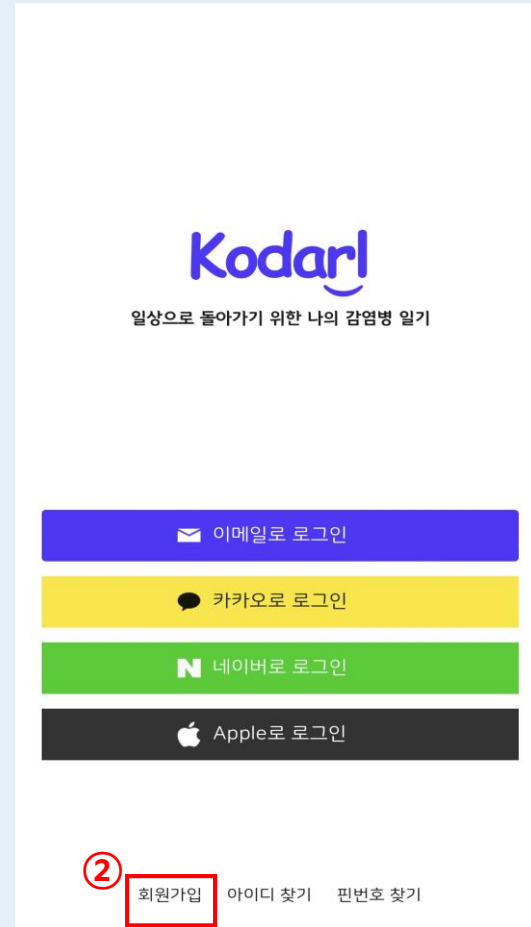 KodarI
일상으로 돌아가기 위한 나의 감염병 일기
이메일로 로그인
카카오로 로그인
N 네이버로 로그인
Apple로 로그인
②
회원가입 아이디 찾기 핀번호 찾기